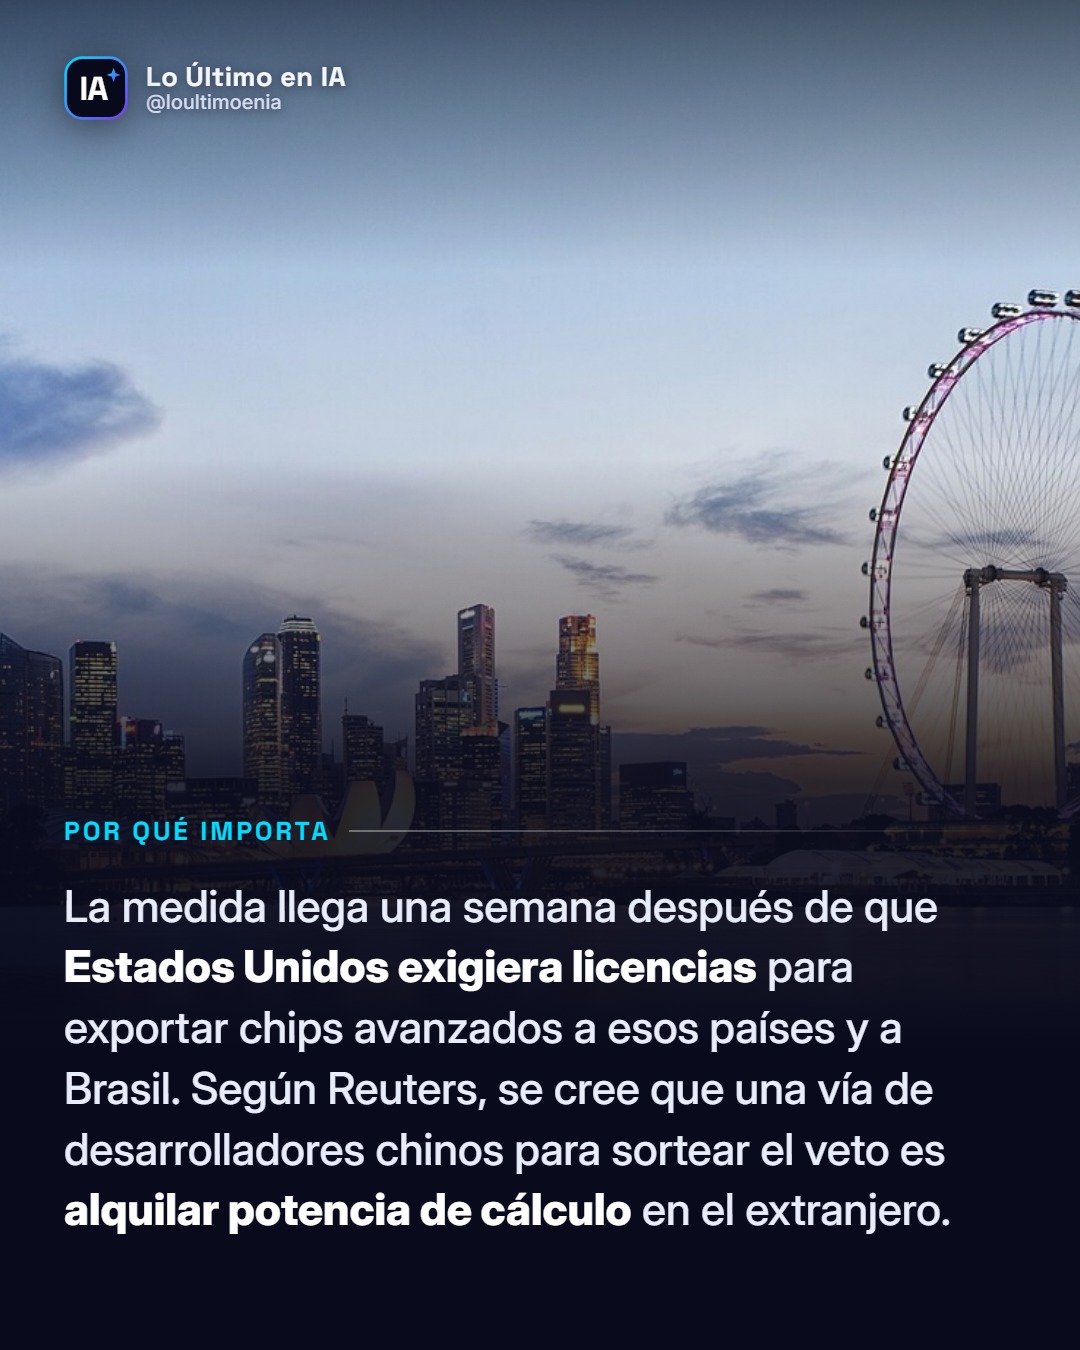 IA
Lo Último en IA
@loultimoenia
POR QUÉ IMPORTA
La medida llega una semana después de que
Estados Unidos exigiera licencias para
exportar chips avanzados a esos países y a
Brasil. Según Reuters, se cree que una vía de
desarrolladores chinos para sortear el veto es
alquilar potencia de cálculo en el extranjero.